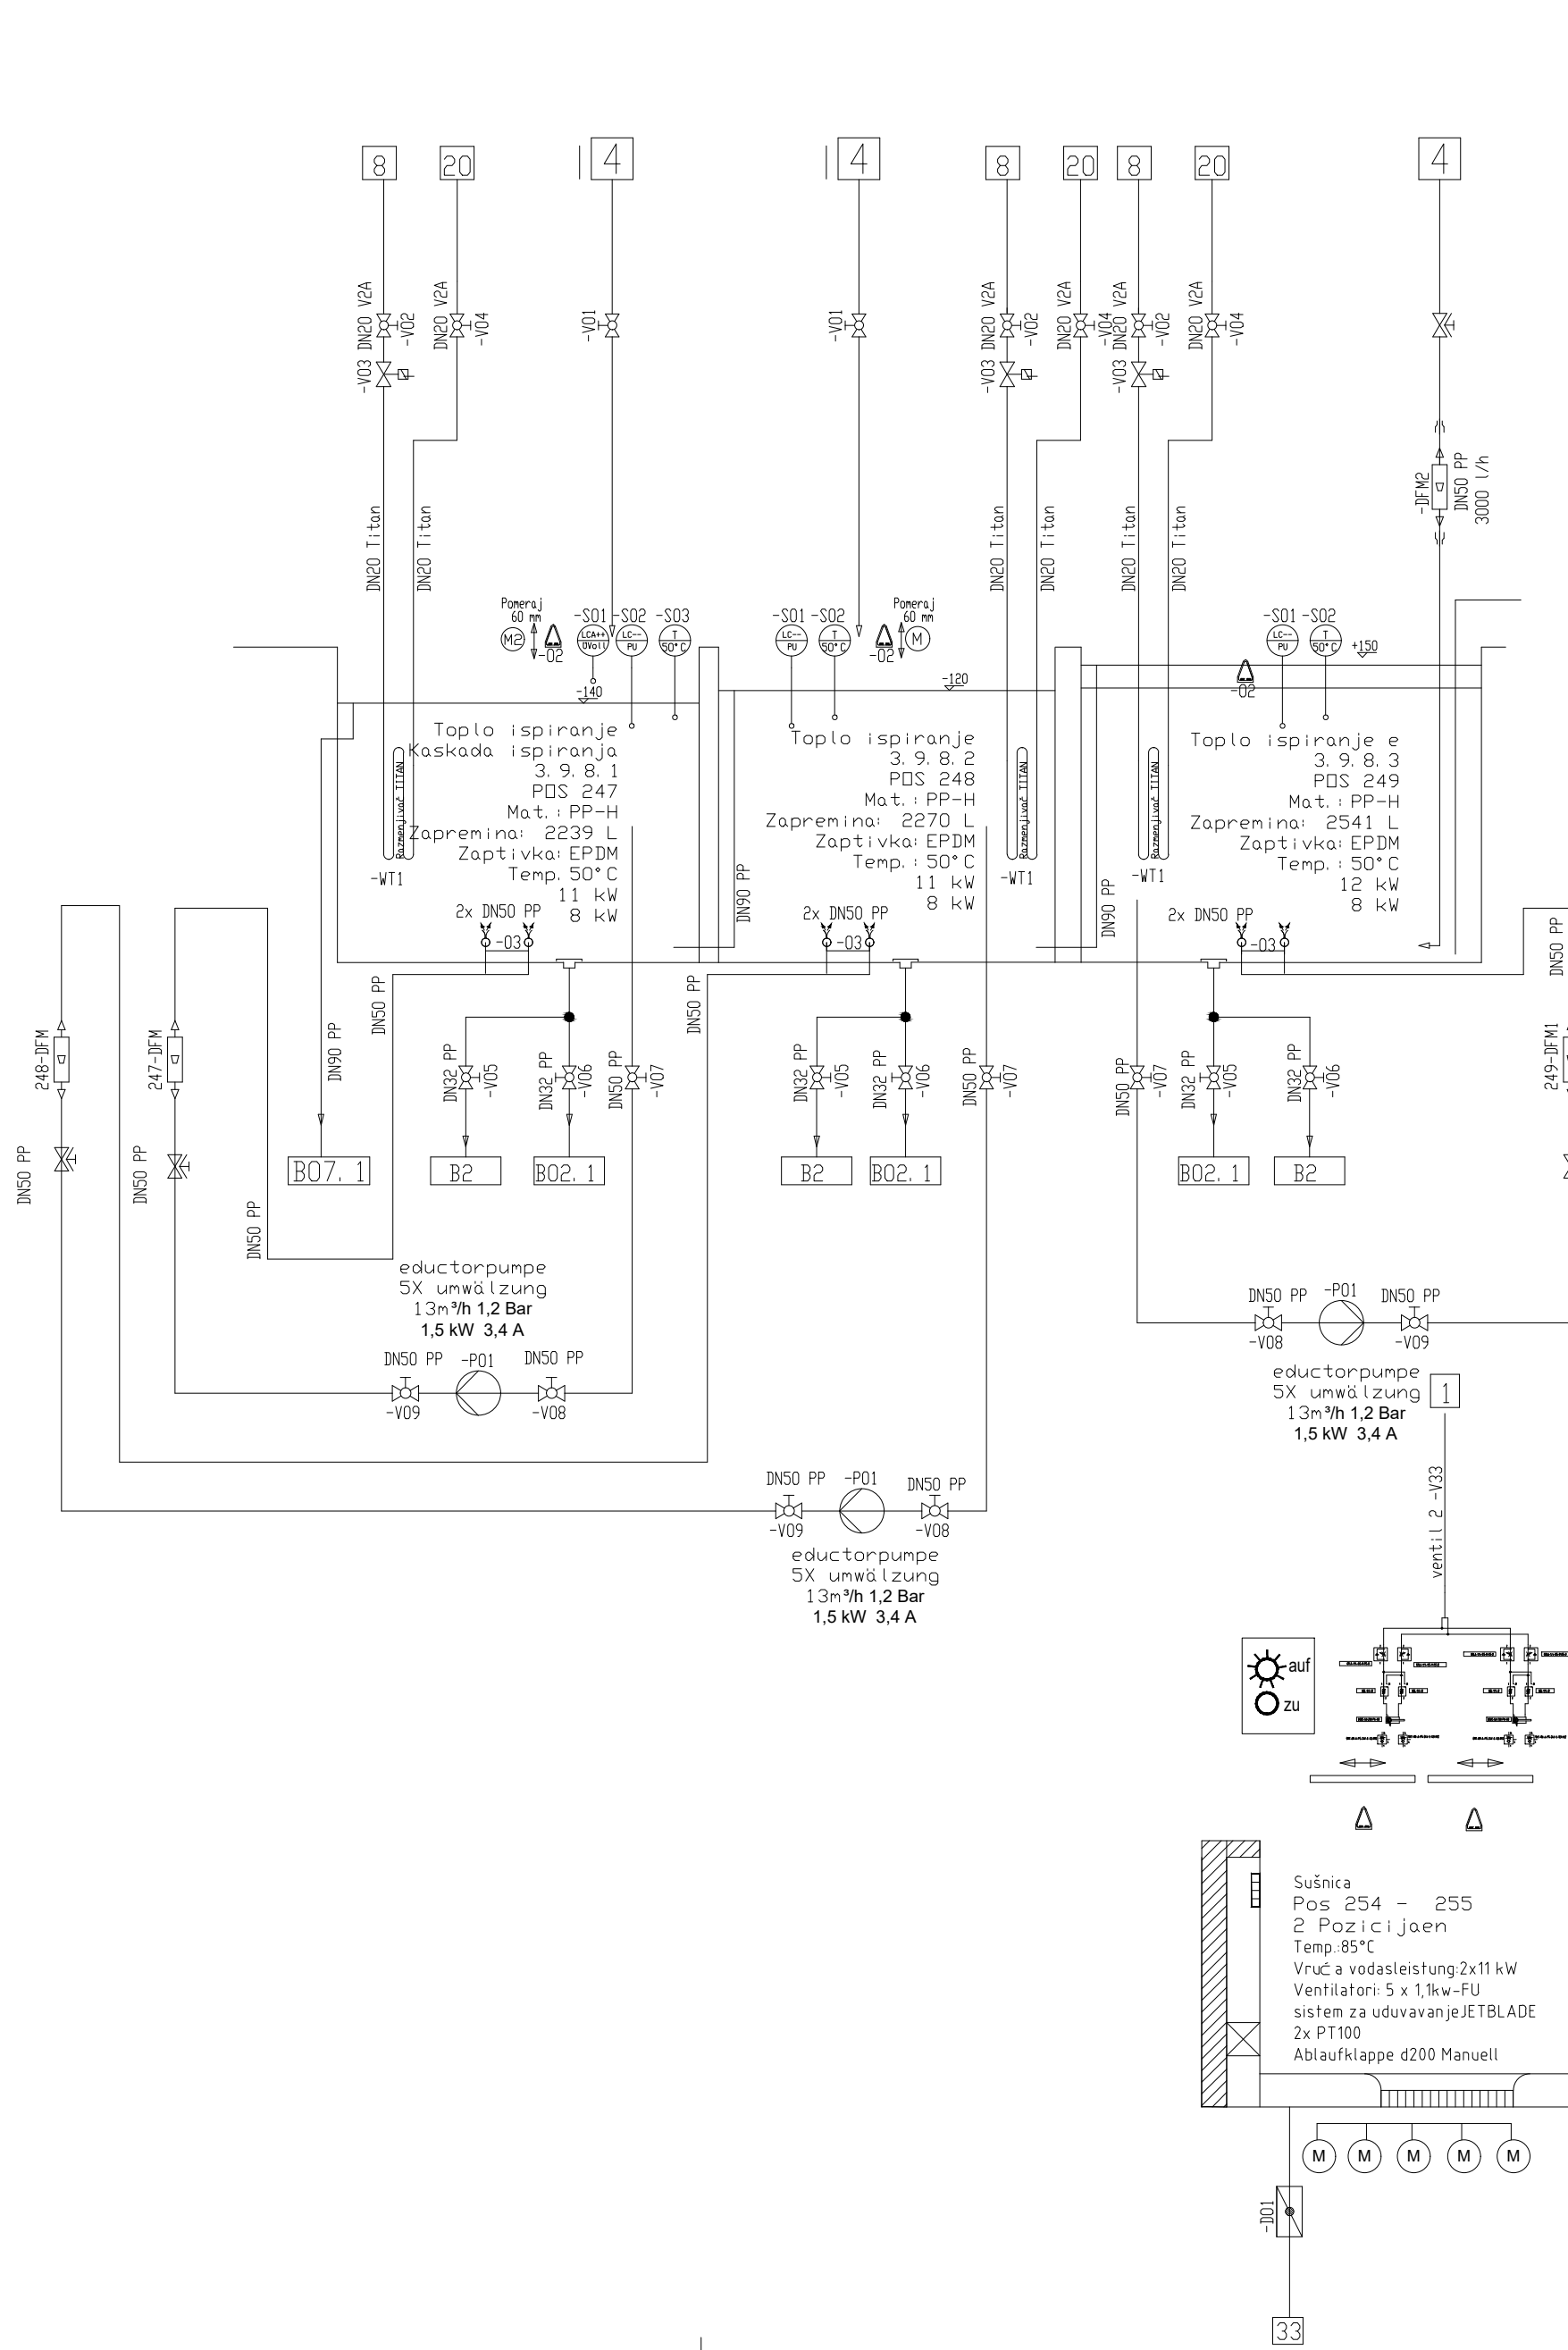 8
20
4
4
8
20
8
20
4
DN20 V2A
-V02
-V03
DN20 V2A
-V04
-V01
-V01
DN20 V2A
-V02
-V03
DN20 V2A
-V04
DN20 V2A
-V02
-V03
DN20 V2A
-V04
-DFM2
DN50 PP
3000 l/h
DN20 Titan
DN20 Titan
DN20 Titan
DN20 Titan
DN20 Titan
DN20 Titan
Pomeraj
60 mm
M2
-02
-S01
-S02
-S03
LCA++
ÜVoll
LC--
PU
T
50°C
-S01
-S02
LC--
PU
T
50°C
Pomeraj
60 mm
M
-02
-S01
-S02
LC--
PU
T
50°C
+150
-02
-140
-120
Toplo ispiranje
Kaskada ispiranja
3. 9. 8. 1
POS 247
Mat. : PP-H
Zapremina: 2239 L
Zaptivka: EPDM
Temp. 50°C
11 kW
8 kW
Razmenjivač TITAN
-WT1
2x DN50 PP
-03
Toplo ispiranje
3. 9. 8. 2
POS 248
Mat. : PP-H
Zapremina: 2270 L
Zaptivka: EPDM
Temp. : 50°C
11 kW
8 kW
Razmenjivač TITAN
-WT1
2x DN50 PP
-03
DN90 PP
Toplo ispiranje e
3. 9. 8. 3
POS 249
Mat. : PP-H
Zapremina: 2541 L
Zaptivka: EPDM
Temp. : 50°C
12 kW
8 kW
Razmenjivač TITAN
-WT1
2x DN50 PP
-03
DN90 PP
DN50 PP
248-DFM
247-DFM
DN90 PP
DN50 PP
DN32 PP
-V05
DN32 PP
-V06
DN50 PP
-V07
DN50 PP
DN32 PP
-V05
DN32 PP
-V06
DN50 PP
-V07
DN50 PP
-V07
DN32 PP
-V05
DN32 PP
-V06
249-DFM1
DN50 PP
DN50 PP
DN50 PP
B07. 1
B2
B02. 1
B2
B02. 1
B02. 1
B2
eductorpumpe
5X umwälzung
13m³/h 1,2 Bar
1,5 kW 3,4 A
DN50 PP
-P01
DN50 PP
-V09
-V08
DN50 PP
-P01
DN50 PP
-V08
-V09
eductorpumpe
5X umwälzung
13m³/h 1,2 Bar
1,5 kW 3,4 A
1
DN50 PP
-P01
DN50 PP
-V09
-V08
eductorpumpe
5X umwälzung
13m³/h 1,2 Bar
1,5 kW 3,4 A
ventil 2 -V33
auf
zu
Sušnica
Pos 254 - 255
2 Pozicijaen
Temp.:85°C
Vruća vodasleistung:2x11 kW
Ventilatori: 5 x 1,1kw-FU
sistem za uduvavanjeJETBLADE
2x PT100
Ablaufklappe d200 Manuell
M
M
M
M
M
-D01
33